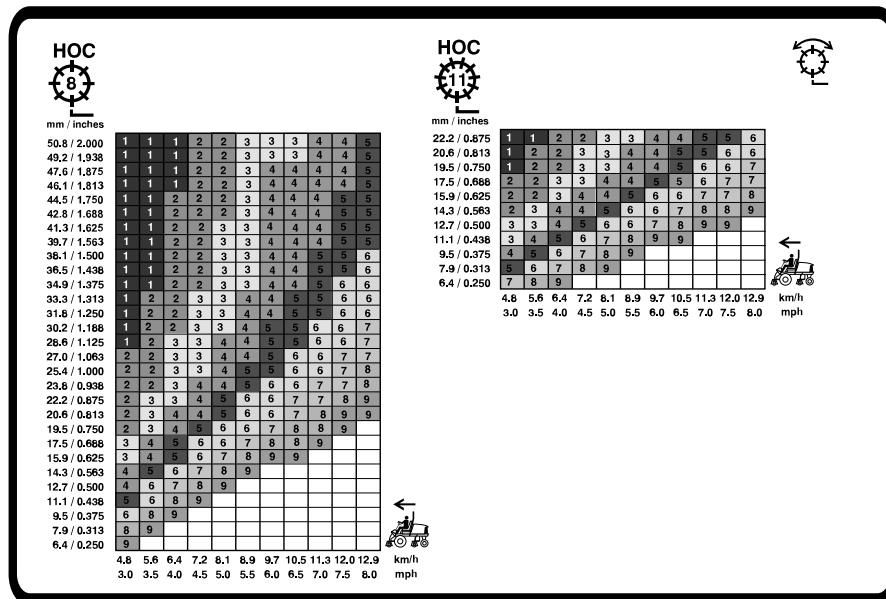 HOC
8
mm / inches
50.8 / 2.000 1 1 1 2 2 3 3 3 4 4 5
49.2 / 1.938 1 1 1 2 2 3 3 3 4 4 5
47.6 / 1.875 1 1 1 2 2 3 4 4 4 4 5
46.1 / 1.813 1 1 1 2 2 3 4 4 4 4 5
44.5 / 1.750 1 1 2 2 2 3 4 4 4 5 5
42.8 / 1.688 1 1 2 2 2 3 4 4 4 5 5
41.3 / 1.625 1 1 2 2 3 3 4 4 4 5 5
39.7 / 1.563 1 1 2 2 3 3 4 4 4 5 5
38.1 / 1.500 1 1 2 2 3 3 4 4 5 5 6
36.5 / 1.438 1 1 2 2 3 3 4 4 5 5 6
34.9 / 1.375 1 1 2 2 3 3 4 4 5 6 6
33.3 / 1.313 1 2 2 3 3 4 4 5 5 6 6
31.8 / 1.250 1 2 2 3 3 4 4 5 5 6 6
30.2 / 1.188 1 2 2 3 3 4 5 5 6 6 7
28.6 / 1.125 1 2 3 3 4 4 5 5 6 6 7
27.0 / 1.063 2 2 3 3 4 4 5 6 6 7 7
25.4 / 1.000 2 2 3 3 4 5 5 6 6 7 8
23.8 / 0.938 2 2 3 4 4 5 6 6 7 7 8
22.2 / 0.875 2 3 3 4 5 6 6 7 7 8 9
20.6 / 0.813 2 3 4 4 5 6 6 7 8 9 9
19.5 / 0.750 2 3 4 5 6 6 7 8 8 9
17.5 / 0.688 3 4 5 6 6 7 8 8 9
15.9 / 0.625 3 4 5 6 7 8 9 9
14.3 / 0.563 4 5 6 7 8 9
12.7 / 0.500 4 6 7 8 9
11.1 / 0.438 5 6 8 9
9.5 / 0.375 6 8 9
7.9 / 0.313 8 9
6.4 / 0.250 9
4.8 5.6 6.4 7.2 8.1 8.9 9.7 10.5 11.3 12.0 12.9 km/h
3.0 3.5 4.0 4.5 5.0 5.5 6.0 6.5 7.0 7.5 8.0 mph
HOC
11
mm / inches
22.2 / 0.875 1 1 2 2 3 3 4 4 5 5 6
20.6 / 0.813 1 2 2 3 3 4 4 5 5 6 6
19.5 / 0.750 1 2 2 3 3 4 4 5 6 6 7
17.5 / 0.688 2 2 3 3 4 4 5 5 6 7 7
15.9 / 0.625 2 2 3 4 4 5 6 6 7 7 8
14.3 / 0.563 2 3 4 4 5 6 6 7 8 8 9
12.7 / 0.500 3 3 4 5 6 6 7 8 9 9
11.1 / 0.438 3 4 5 6 7 8 9 9
9.5 / 0.375 4 5 6 7 8 9
7.9 / 0.313 5 6 7 8 9
6.4 / 0.250 7 8 9
4.8 5.6 6.4 7.2 8.1 8.9 9.7 10.5 11.3 12.0 12.9 km/h
3.0 3.5 4.0 4.5 5.0 5.5 6.0 6.5 7.0 7.5 8.0 mph